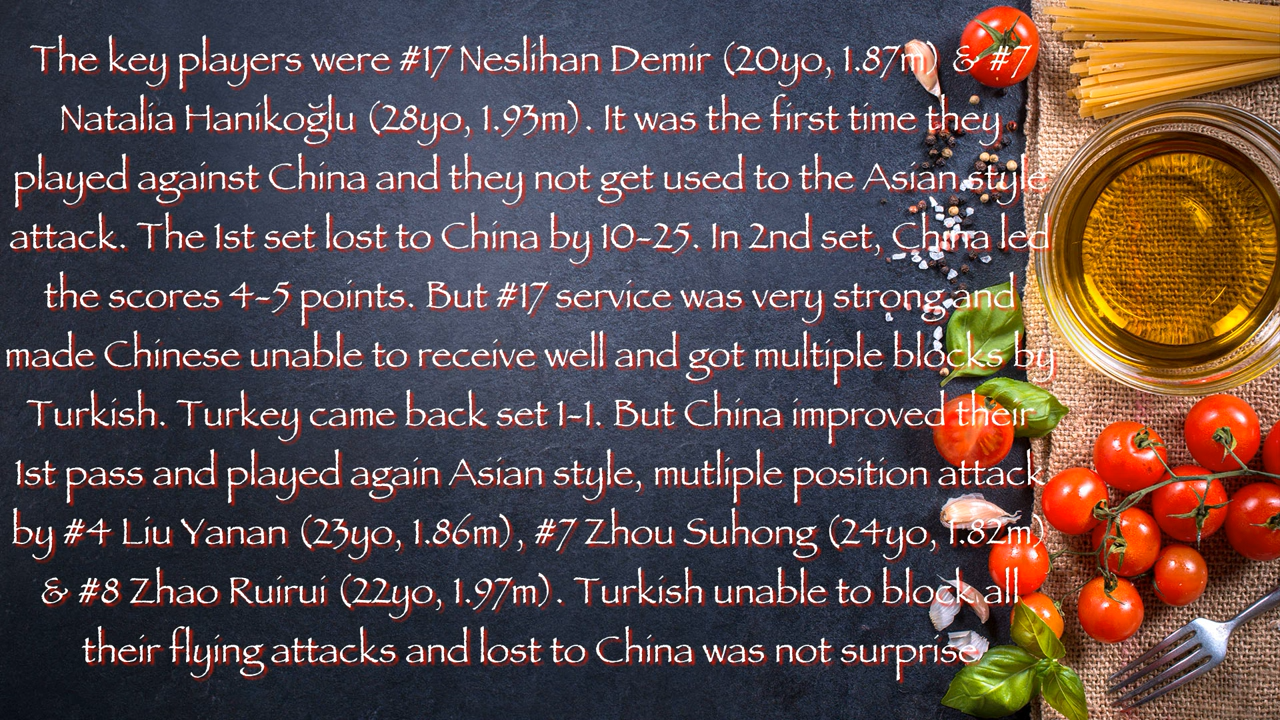 The key players were #17 Neslihan Demir (20yo, 1.87m) & #7
Natalia Hanikoğlu (28yo, 1.93m). It was the first time they
played against China and they not get used to the Asian style
attack. The 1st set lost to China by 10-25. In 2nd set, China led
the scores 4-5 points. But #17 service was very strong and
made Chinese unable to receive well and got multiple blocks by
Turkish. Turkey came back set 1-1. But China improved their
1st pass and played again Asian style, mutliple position attack
by #4 Liu Yanan (23yo, 1.86m), #7 Zhou Suhong (24yo, 1.82m)
& #8 Zhao Ruirui (22yo, 1.97m). Turkish unable to block all
their flying attacks and lost to China was not surprise.